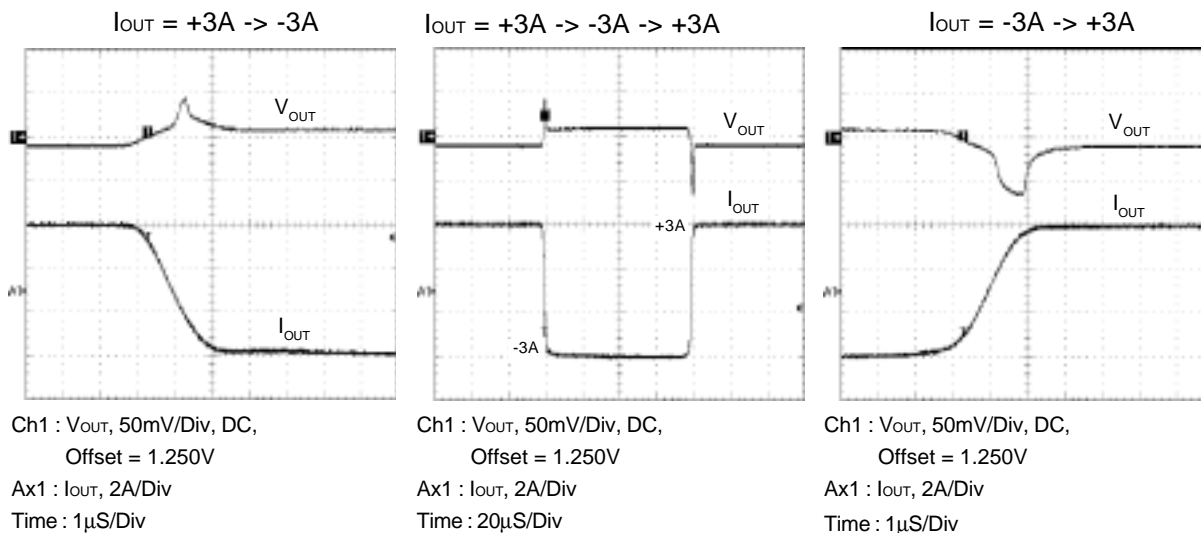 IOUT = +3A -> -3A
VOUT
IOUT
Ch1 : VOUT, 50mV/Div, DC,
Offset = 1.250V
Ax1 : IOUT, 2A/Div
Time : 1μS/Div
IOUT = +3A -> -3A -> +3A
VOUT
IOUT
+3A
-3A
Ch1 : VOUT, 50mV/Div, DC,
Offset = 1.250V
Ax1 : IOUT, 2A/Div
Time : 20μS/Div
IOUT = -3A -> +3A
VOUT
IOUT
Ch1 : VOUT, 50mV/Div, DC,
Offset = 1.250V
Ax1 : IOUT, 2A/Div
Time : 1μS/Div